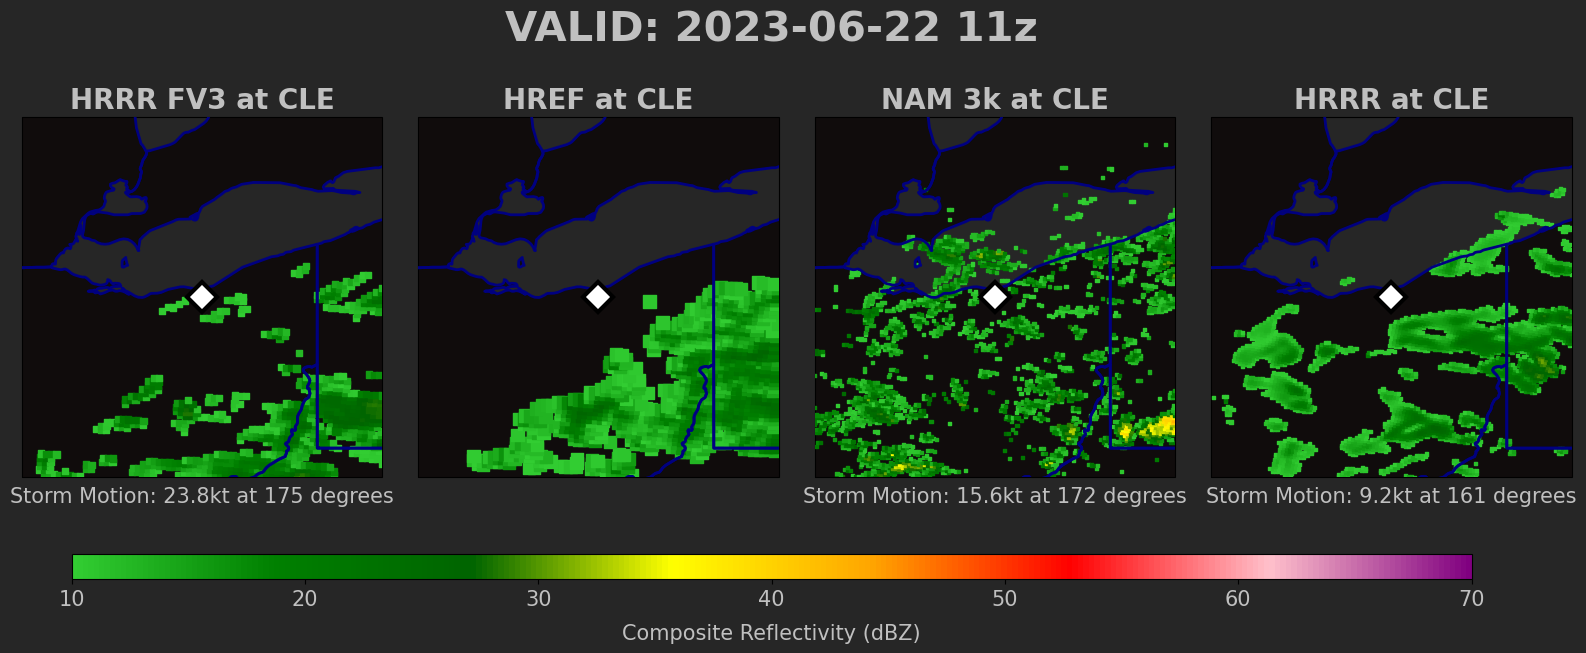 VALID: 2023-06-22 11z
HRRR FV3 at CLE
HREF at CLE
NAM 3k at CLE
HRRR at CLE
Storm Motion: 23.8kt at 175 degrees
Storm Motion: 15.6kt at 172 degrees
Storm Motion: 9.2kt at 161 degrees
10 20 30 40 50 60 70
Composite Reflectivity (dBZ)